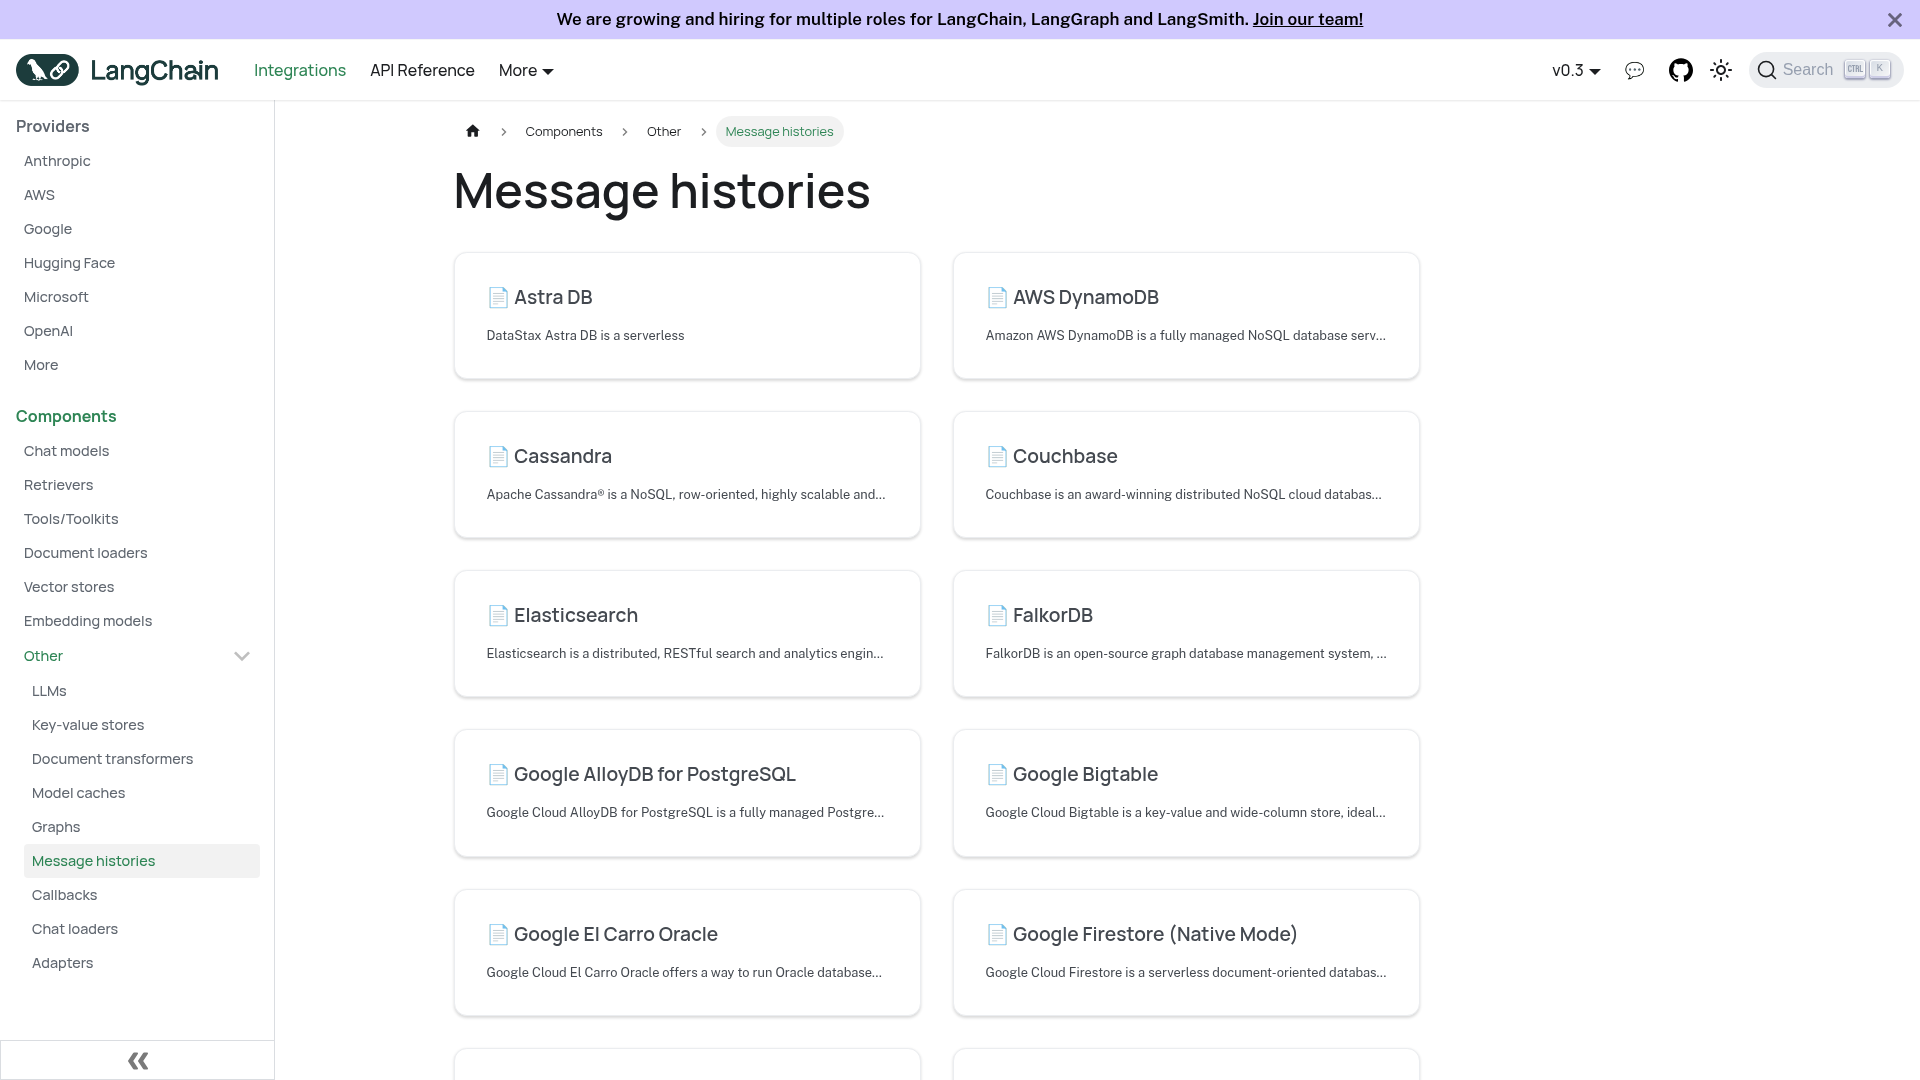 We are growing and hiring for multiple roles for LangChain, LangGraph and LangSmith. Join our team!
LangChain
Integrations
API Reference
More
v0.3
Search
CTRL
K
Providers
Anthropic
AWS
Google
Hugging Face
Microsoft
OpenAI
More
Components
Chat models
Retrievers
Tools/Toolkits
Document loaders
Vector stores
Embedding models
Other
LLMs
Key-value stores
Document transformers
Model caches
Graphs
Message histories
Callbacks
Chat loaders
Adapters
Components
Other
Message histories
Message histories
Astra DB
DataStax Astra DB is a serverless
AWS DynamoDB
Amazon AWS DynamoDB is a fully managed NoSQL database serv...
Cassandra
Apache Cassandra® is a NoSQL, row-oriented, highly scalable and...
Couchbase
Couchbase is an award-winning distributed NoSQL cloud databas...
Elasticsearch
Elasticsearch is a distributed, RESTful search and analytics engin...
FalkorDB
FalkorDB is an open-source graph database management system, ...
Google AlloyDB for PostgreSQL
Google Cloud AlloyDB for PostgreSQL is a fully managed Postgre...
Google Bigtable
Google Cloud Bigtable is a key-value and wide-column store, ideal...
Google El Carro Oracle
Google Cloud El Carro Oracle offers a way to run Oracle database...
Google Firestore (Native Mode)
Google Cloud Firestore is a serverless document-oriented databas...